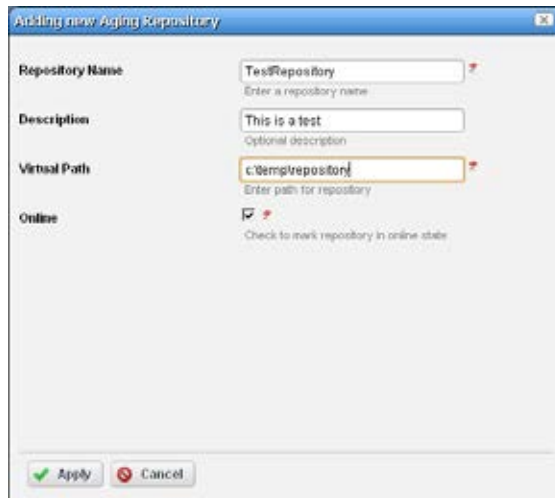 Adding new Aging Repository
Repository Name TestRepository *
Enter a repository name
Description This is a test
Optional description
Virtual Path c:\temp\repository *
Enter path for repository
Online *
Check to mark repository in online state
Apply Cancel